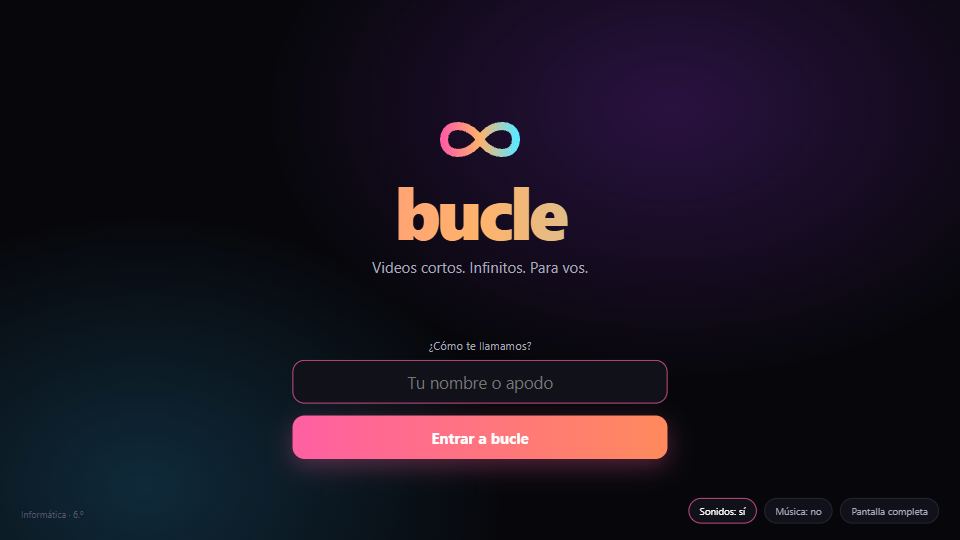 bucle
Videos cortos. Infinitos. Para vos.
¿Cómo te llamamos?
Tu nombre o apodo
Entrar a bucle
Informática · 6.º
Sonidos: sí
Música: no
Pantalla completa